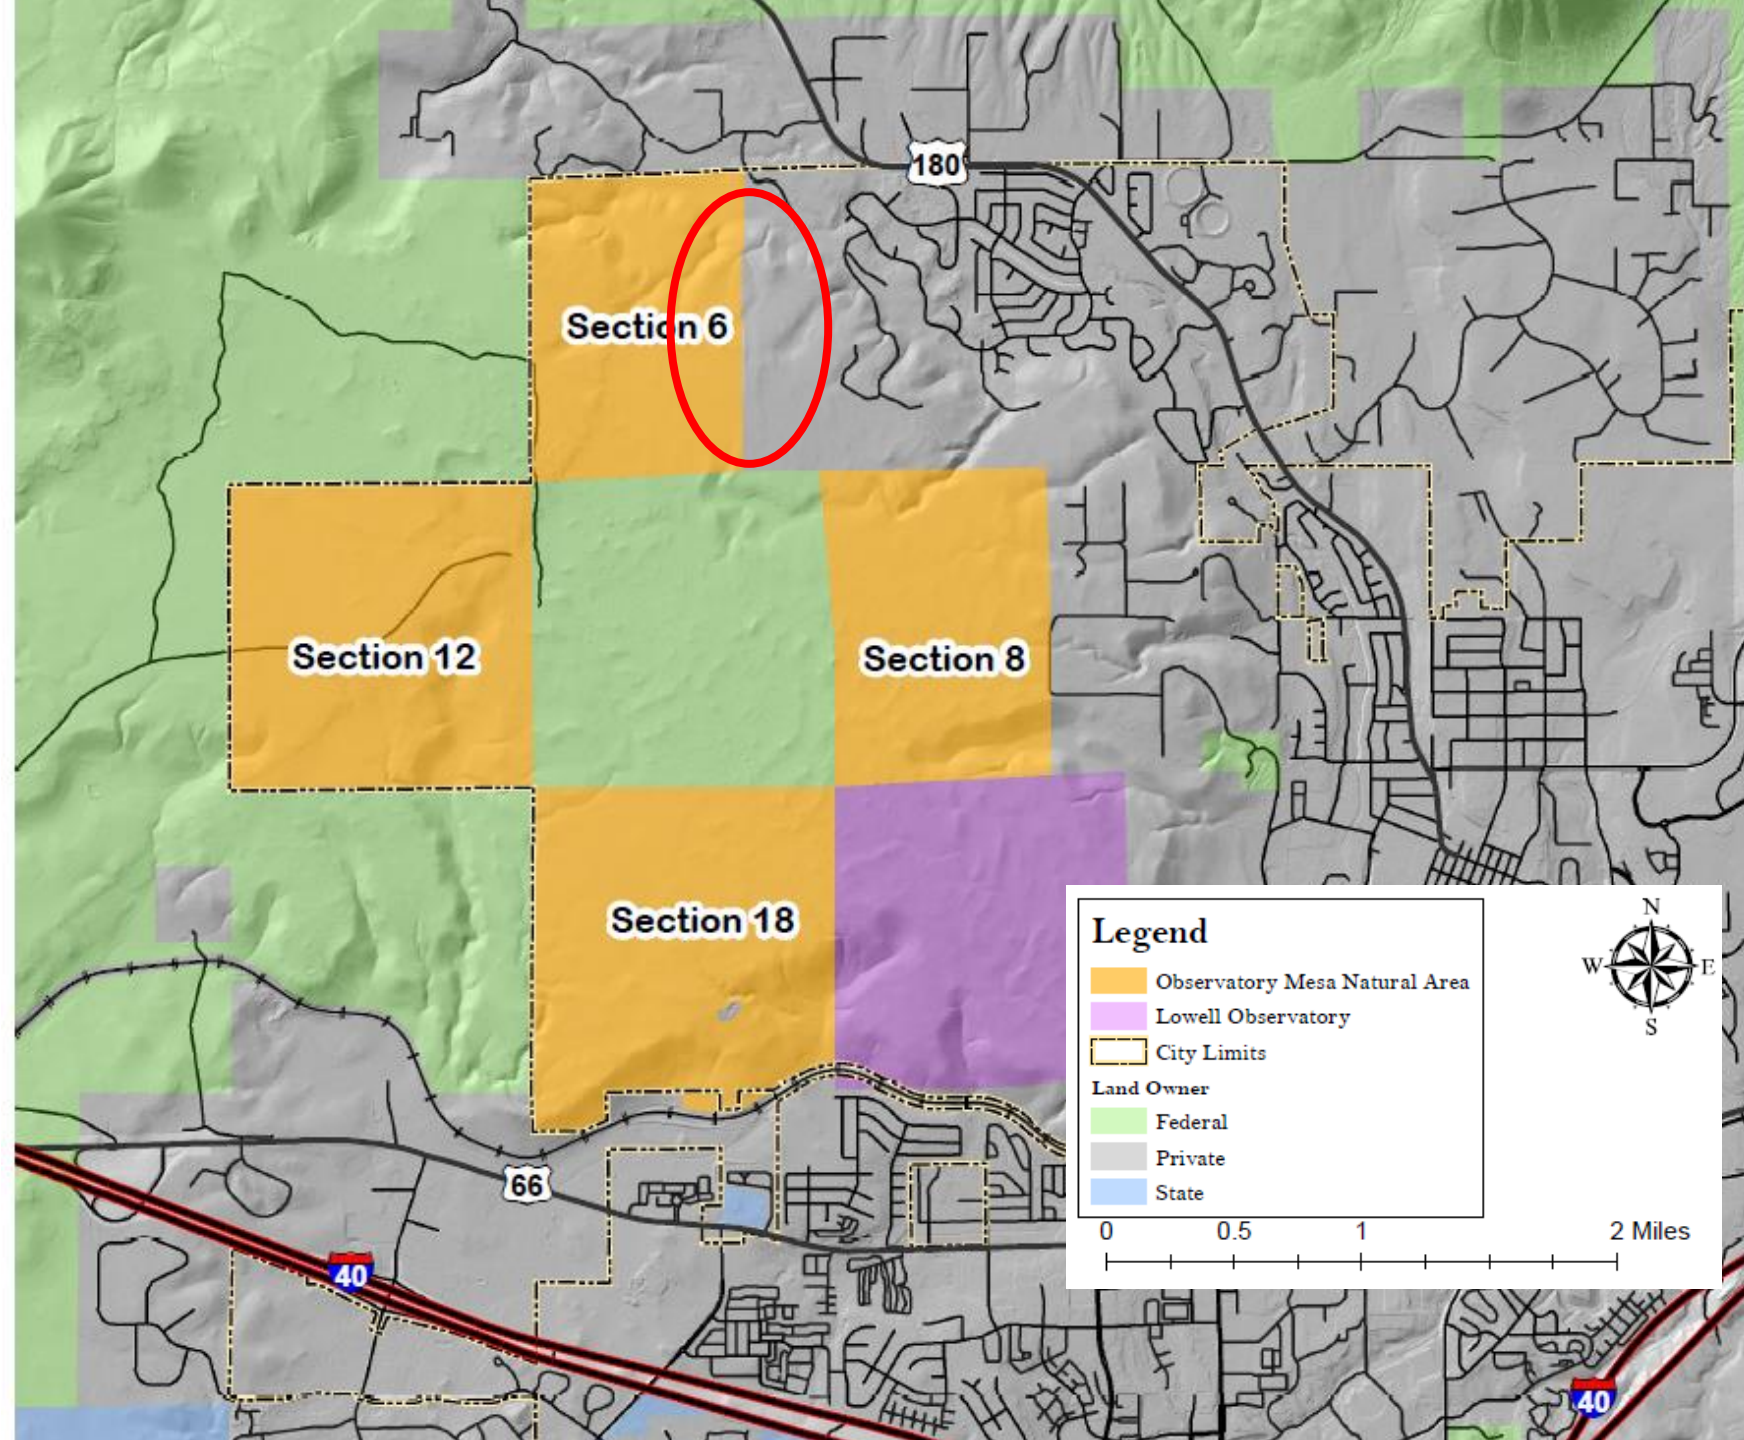 180
Section 6
Section 12
Section 8
Section 18
Legend
Observatory Mesa Natural Area
Lowell Observatory
City Limits
Land Owner
Federal
Private
State
N
W
E
S
0 0.5 1 2 Miles
66
40
40